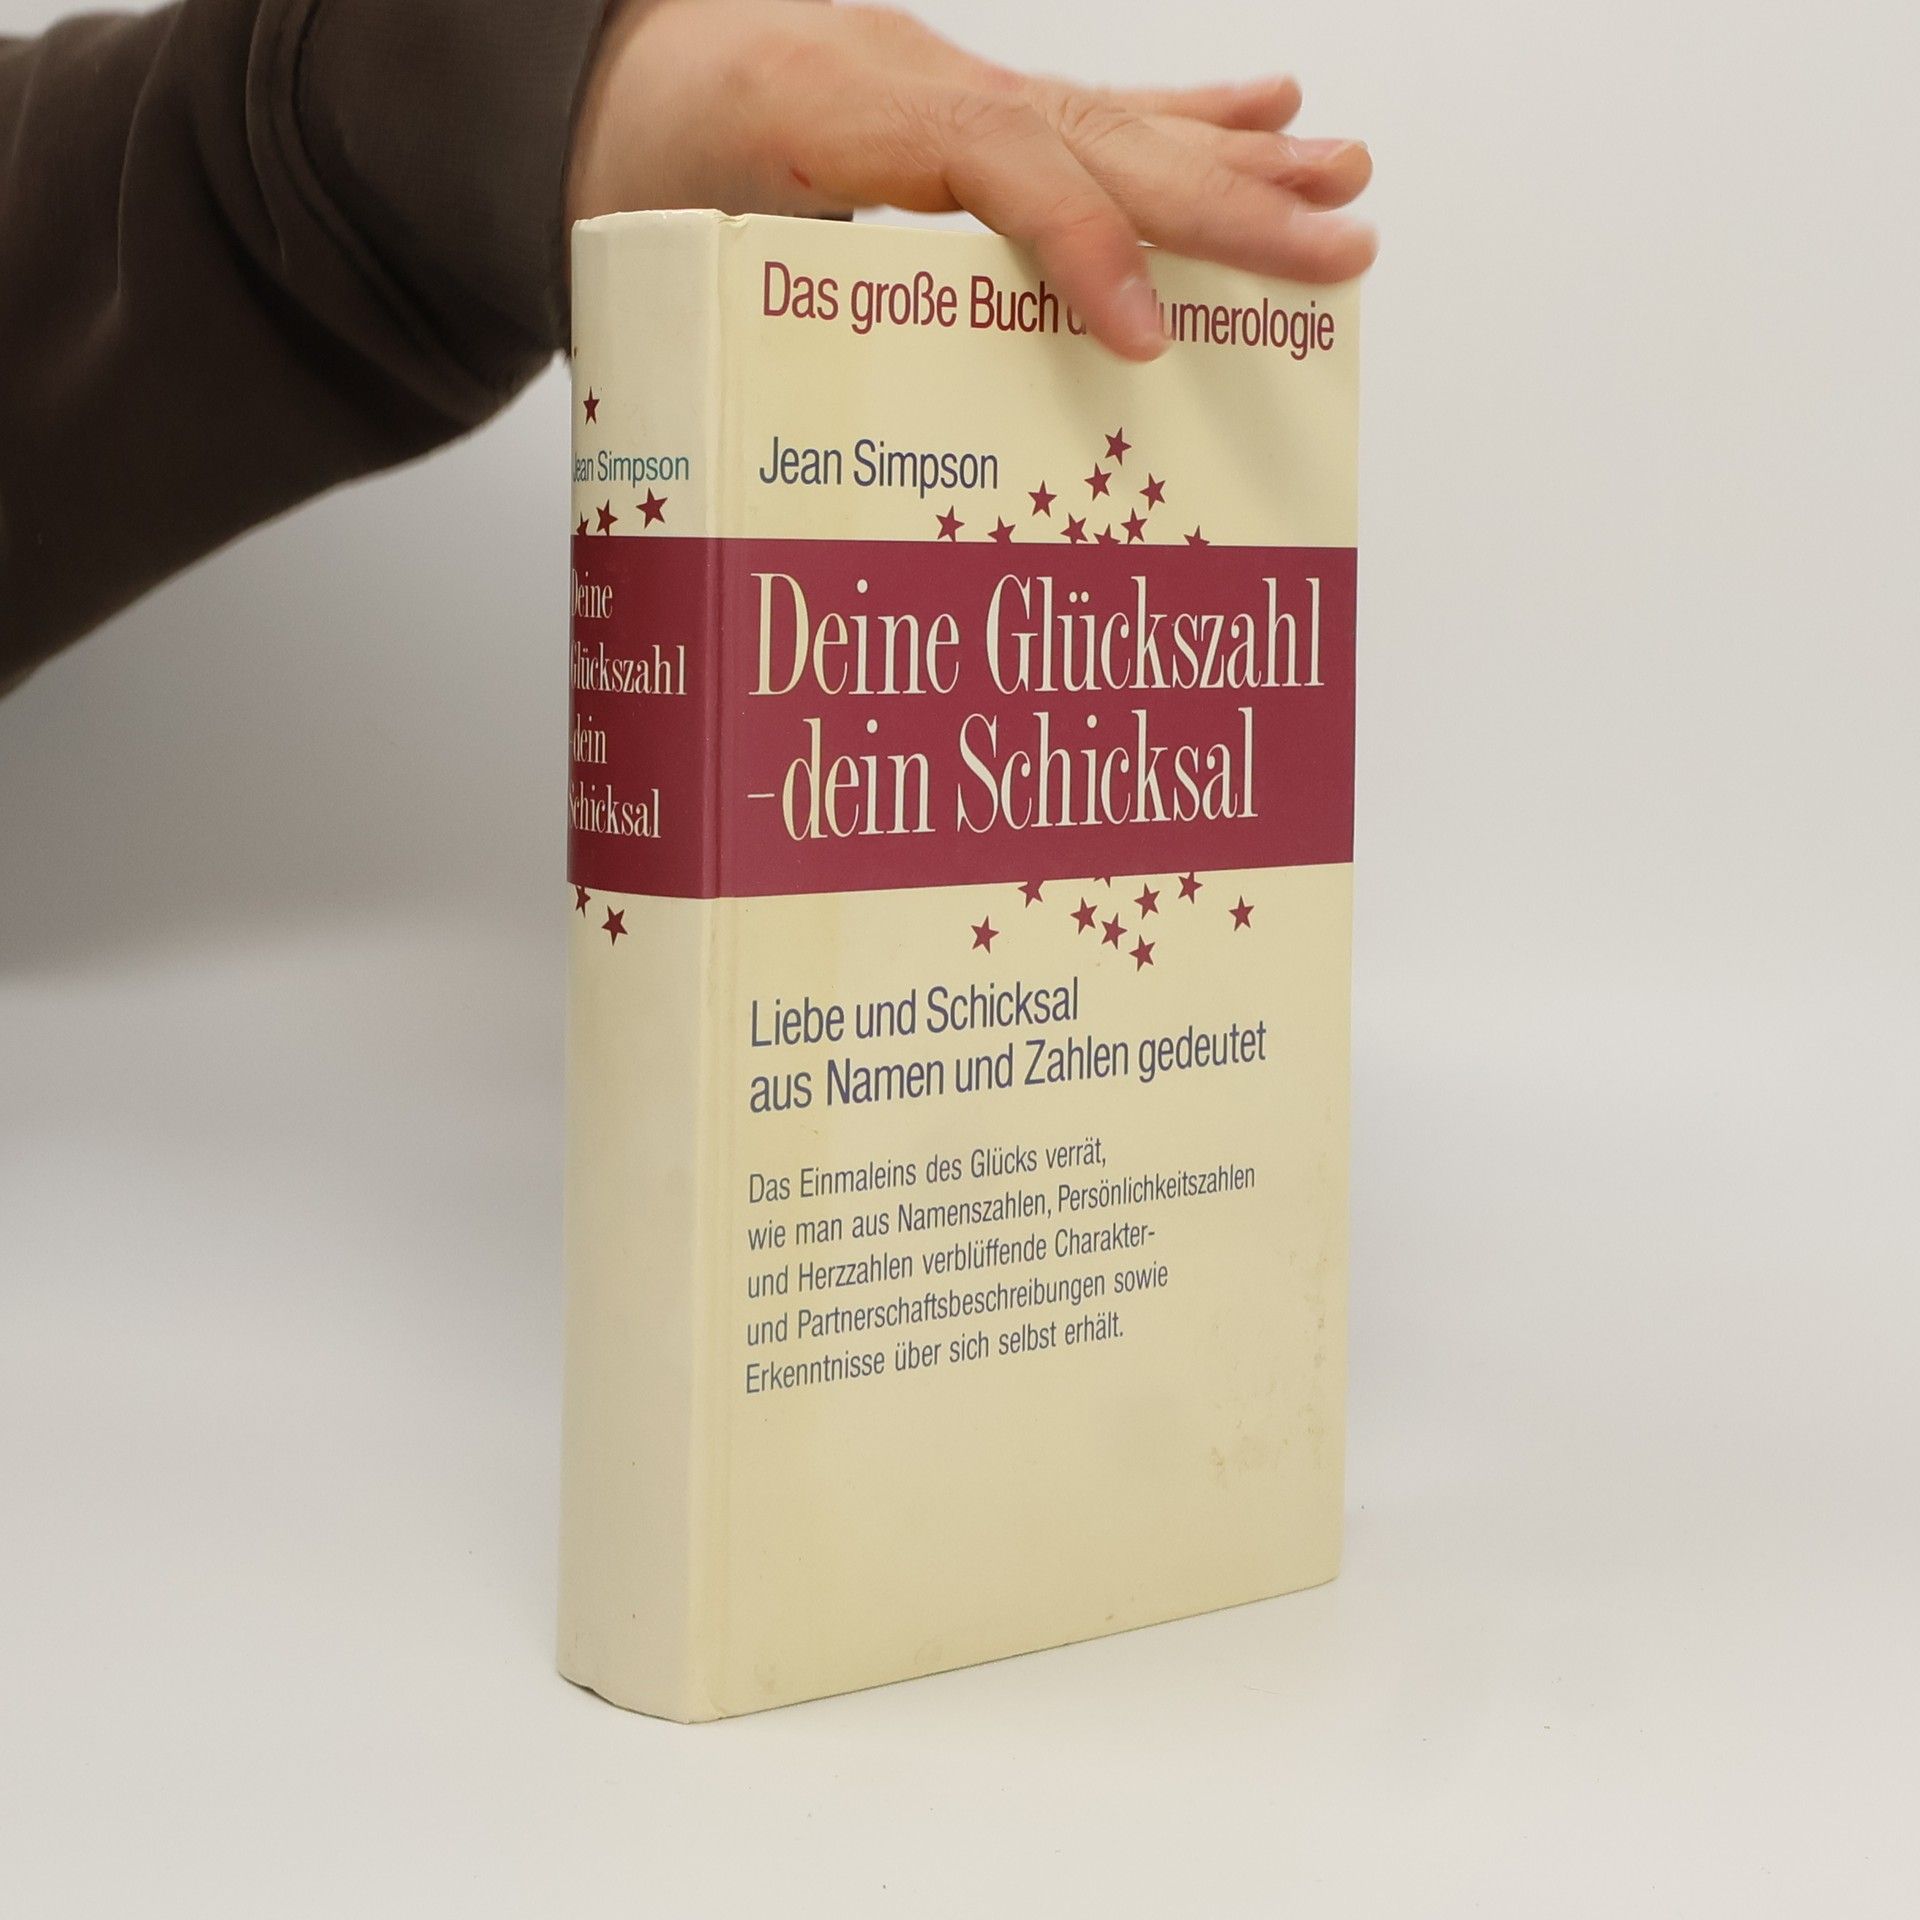 Das große Buch umerologie
Jean Simpson
Deine Glückszahl
–dein Schicksal
Liebe und Schicksal
aus Namen und Zahlen gedeutet
Das Einmaleins des Glücks verrät,
wie man aus Namenszahlen, Persönlichkeitszahlen
und Herzzahlen verblüffende Charakter-
und Partnerschaftsbeschreibungen sowie
Erkenntnisse über sich selbst erhält.
Jean Simpson
Deine
Glückszahl
-dein
Schicksal